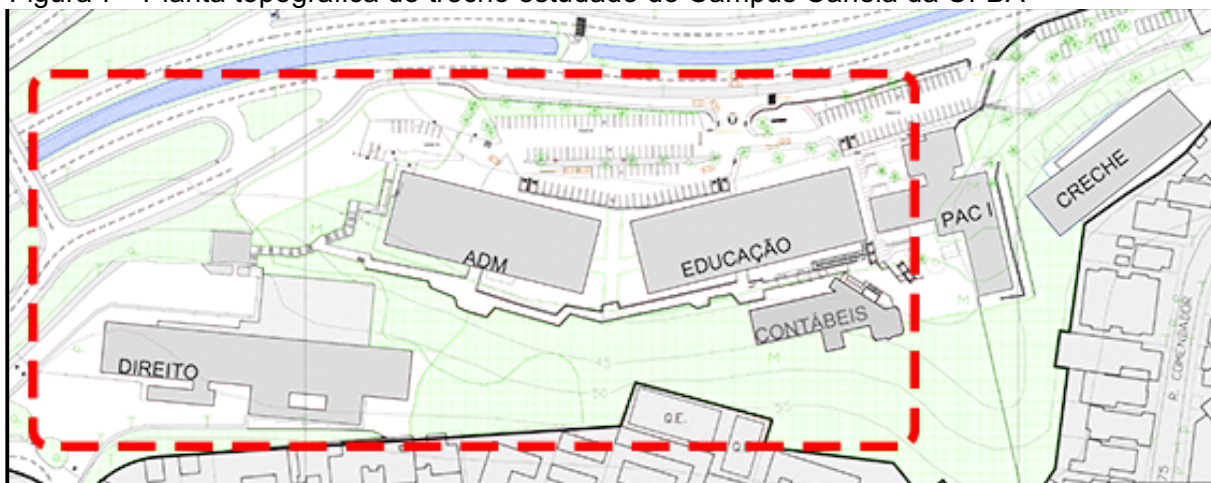 Figura 1 – Planta topográfica do trecho estudado do Campus Canela da UFBA
CRECHE
PAC I
ADM
EDUCAÇÃO
CONTÁBEIS
DIREITO
M
M
M
M
45
50
55
Q.E.
Q
R. COMENDADOR
75